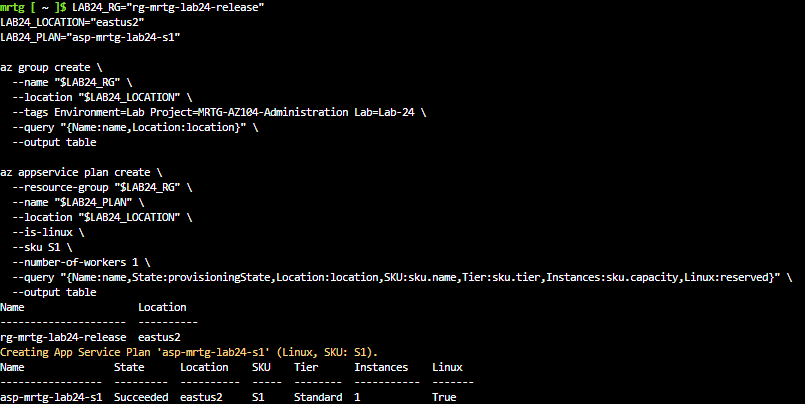 mrtg [ ~ ]$ LAB24_RG="rg-mrtg-lab24-release"
LAB24_LOCATION="eastus2"
LAB24_PLAN="asp-mrtg-lab24-s1"

az group create \
  --name "$LAB24_RG" \
  --location "$LAB24_LOCATION" \
  --tags Environment=Lab Project=MRTG-AZ104-Administration Lab=Lab-24 \
  --query "{Name:name,Location:location}" \
  --output table

az appservice plan create \
  --resource-group "$LAB24_RG" \
  --name "$LAB24_PLAN" \
  --location "$LAB24_LOCATION" \
  --is-linux \
  --sku S1 \
  --number-of-workers 1 \
  --query "{Name:name,State:provisioningState,Location:location,SKU:sku.name,Tier:sku.tier,Instances:sku.capacity,Linux:reserved}" \
  --output table
Name                   Location
---------------------  ----------
rg-mrtg-lab24-release  eastus2
Creating App Service Plan 'asp-mrtg-lab24-s1' (Linux, SKU: S1).
Name               State      Location    SKU    Tier      Instances    Linux
-----------------  ---------  ----------  -----  --------  -----------  -------
asp-mrtg-lab24-s1  Succeeded  eastus2     S1     Standard  1            True